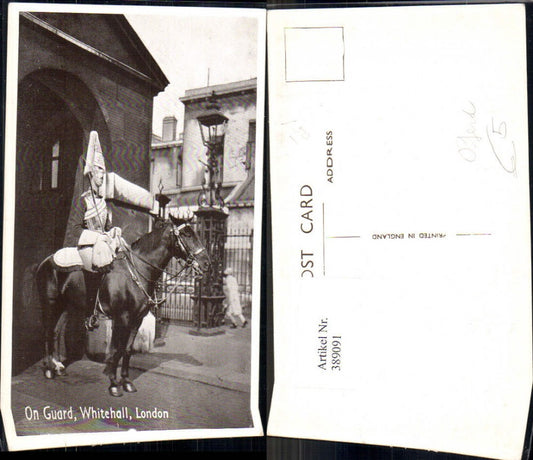 On Guard, Whitehall, London
OST CARD
ADDRESS
PRINTED IN ENGLAND
Artikel Nr.
389091